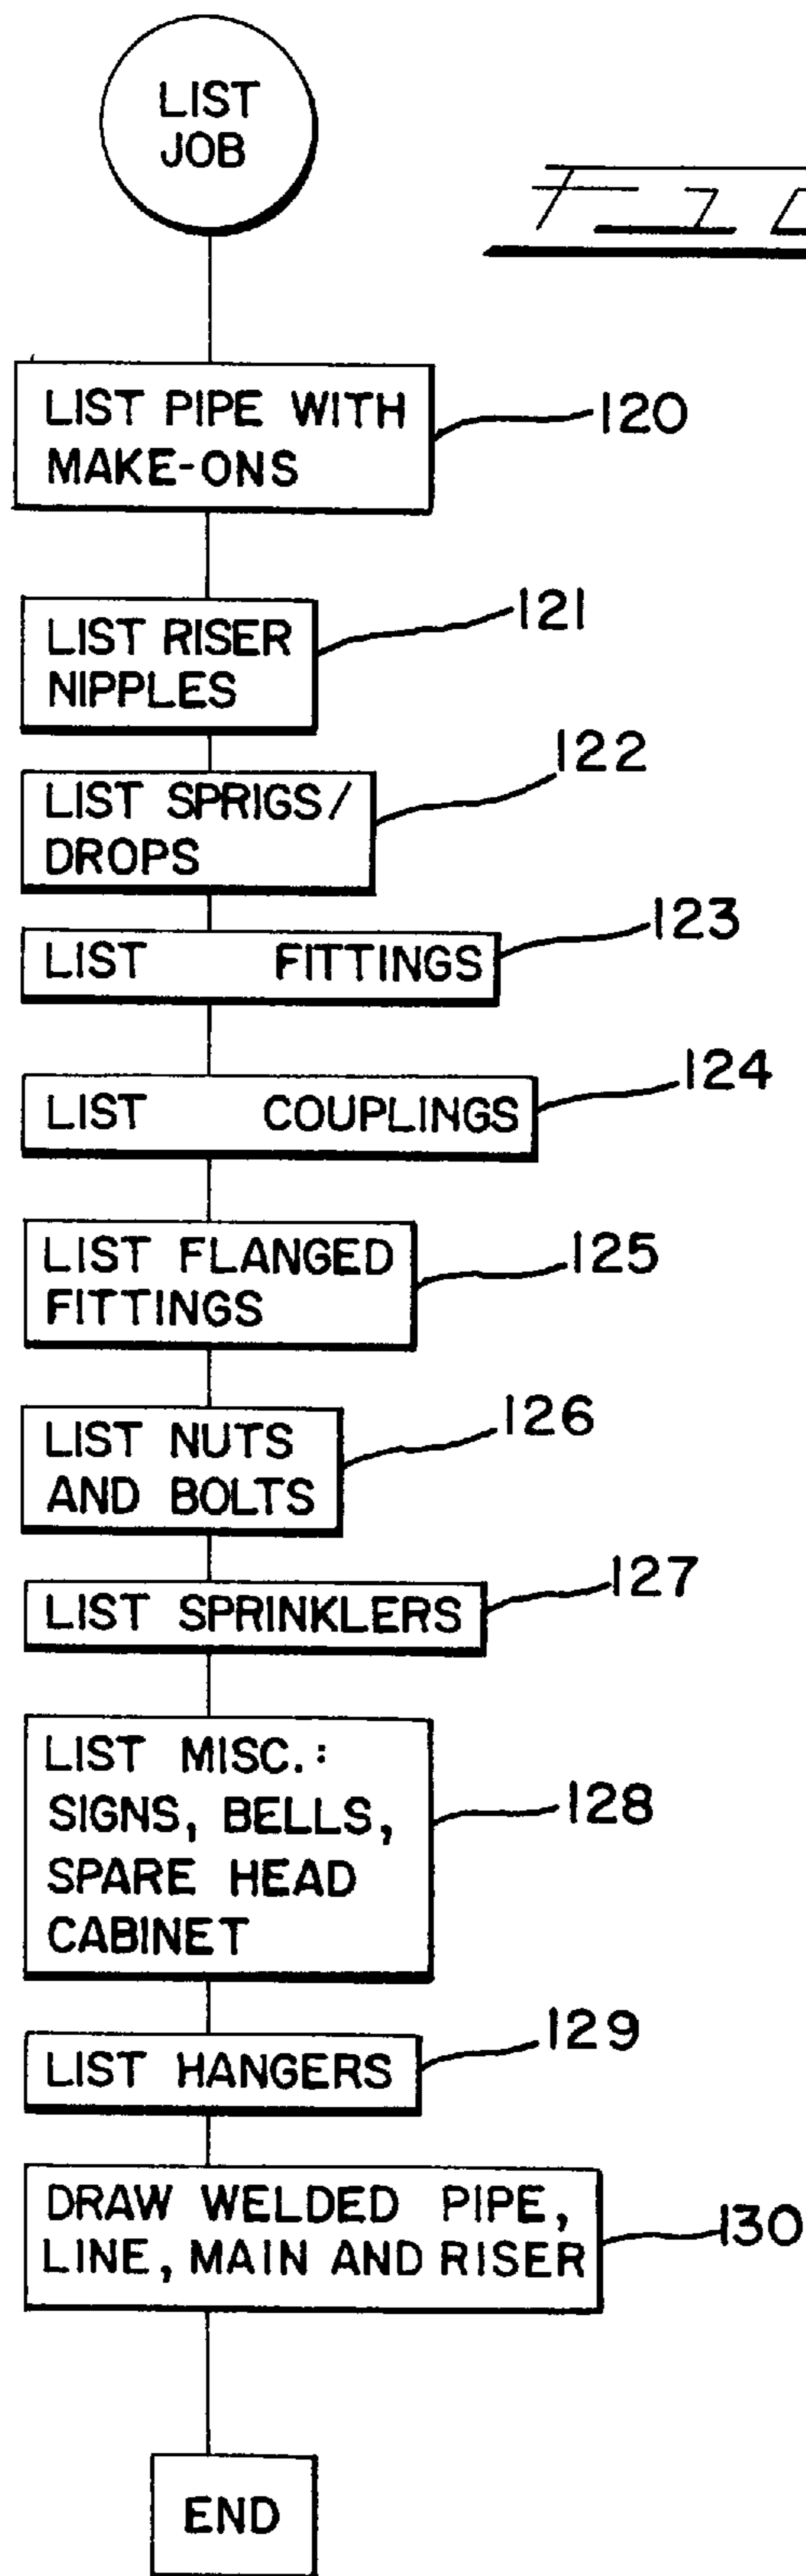 LIST
JOB
LIST PIPE WITH
MAKE-ONS
120
LIST RISER
NIPPLES
121
LIST SPRIGS/
DROPS
122
LIST FITTINGS
123
LIST COUPLINGS
124
LIST FLANGED
FITTINGS
125
LIST NUTS
AND BOLTS
126
LIST SPRINKLERS
127
LIST MISC.:
SIGNS, BELLS,
SPARE HEAD
CABINET
128
LIST HANGERS
129
DRAW WELDED PIPE,
LINE, MAIN AND RISER
130
END